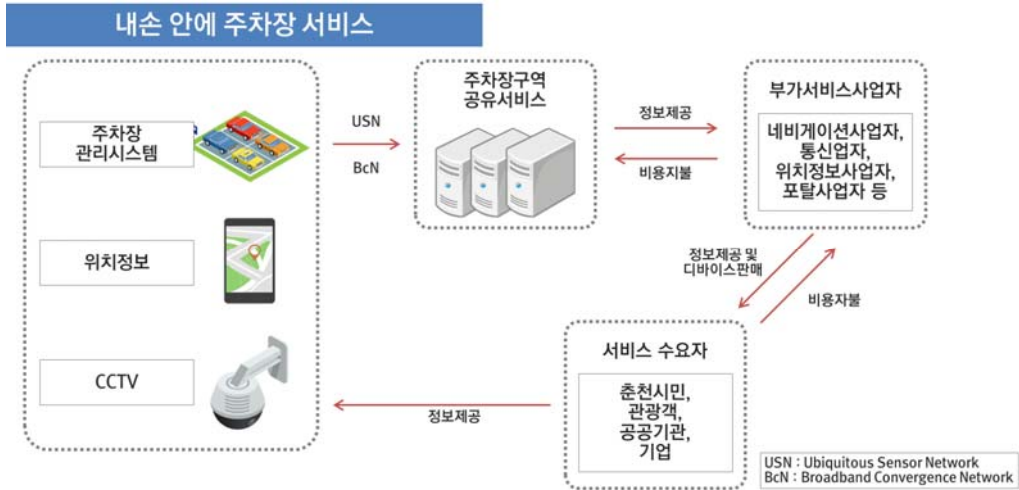 내손 안에 주차장 서비스
주차장
관리시스템
위치정보
CCTV
USN
BcN
주차장구역
공유서비스
정보제공
비용지불
부가서비스사업자
네비게이션사업자,
통신업자,
위치정보사업자,
포탈사업자 등
정보제공 및
디바이스판매
비용자불
서비스 수요자
춘천시민,
관광객,
공공기관,
기업
정보제공
USN : Ubiquitous Sensor Network
BcN : Broadband Convergence Network